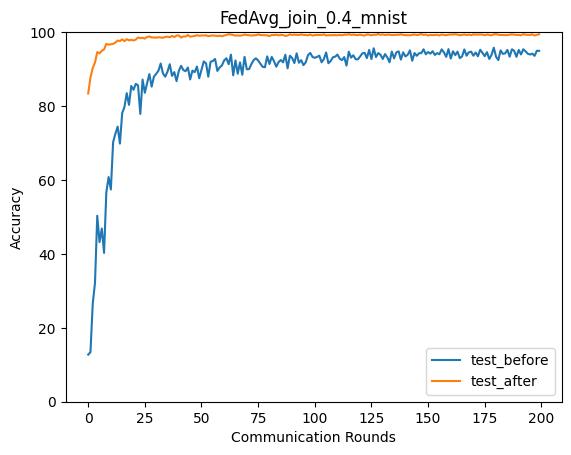 FedAvg_join_0.4_mnist
Accuracy
100
80
60
40
20
0
0 25 50 75 100 125 150 175 200
Communication Rounds
test_before
test_after